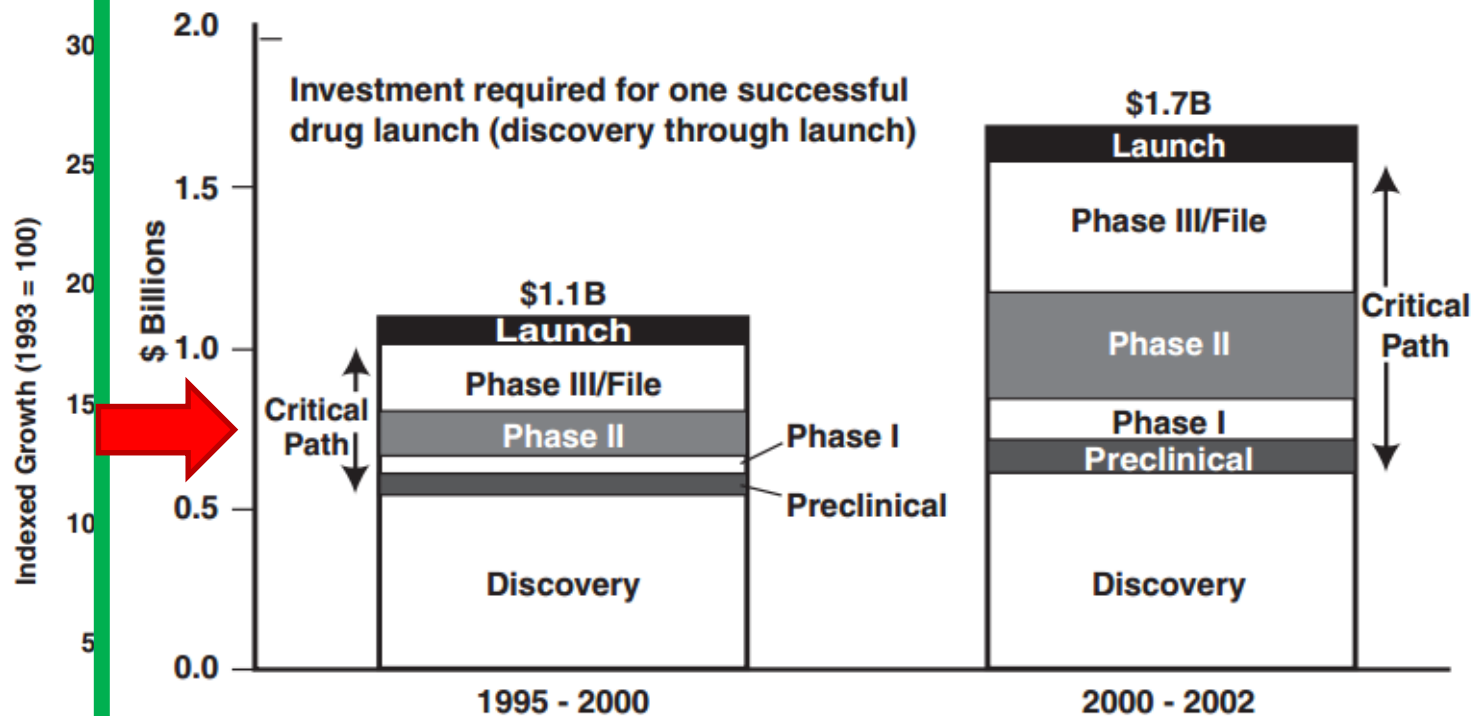 Indexed Growth (1993 = 100)
30
25
20
15
10
5
$ Billions
2.0
1.5
1.0
0.5
0.0
Investment required for one successful
drug launch (discovery through launch)
$1.1B
Launch
Phase III/File
Phase II
Phase I
Preclinical
Discovery
Critical
Path
1995 - 2000
$1.7B
Launch
Phase III/File
Phase II
Phase I
Preclinical
Discovery
Critical
Path
2000 - 2002